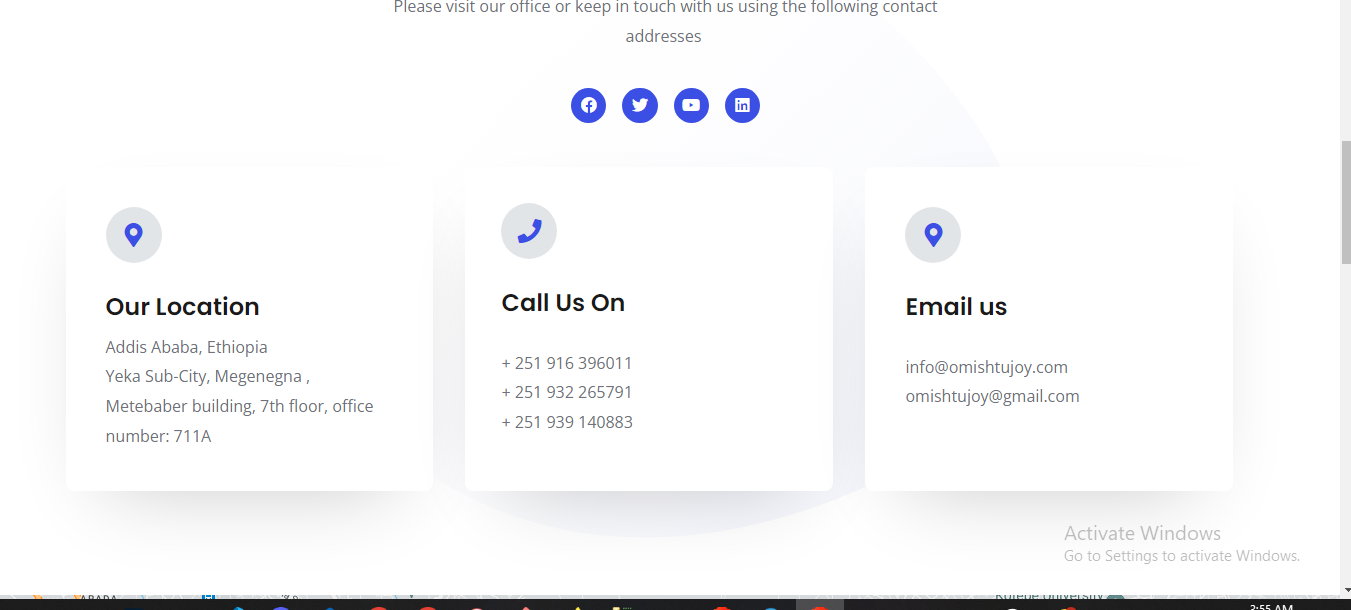 Please visit our office or keep in touch with us using the following contact
addresses
Our Location
Addis Ababa, Ethiopia
Yeka Sub-City, Megenegna ,
Metebaber building, 7th floor, office
number: 711A
Call Us On
+ 251 916 396011
+ 251 932 265791
+ 251 939 140883
Email us
info@omishtujoy.com
omishtujoy@gmail.com
Activate Windows
Go to Settings to activate Windows.
2:55 AM